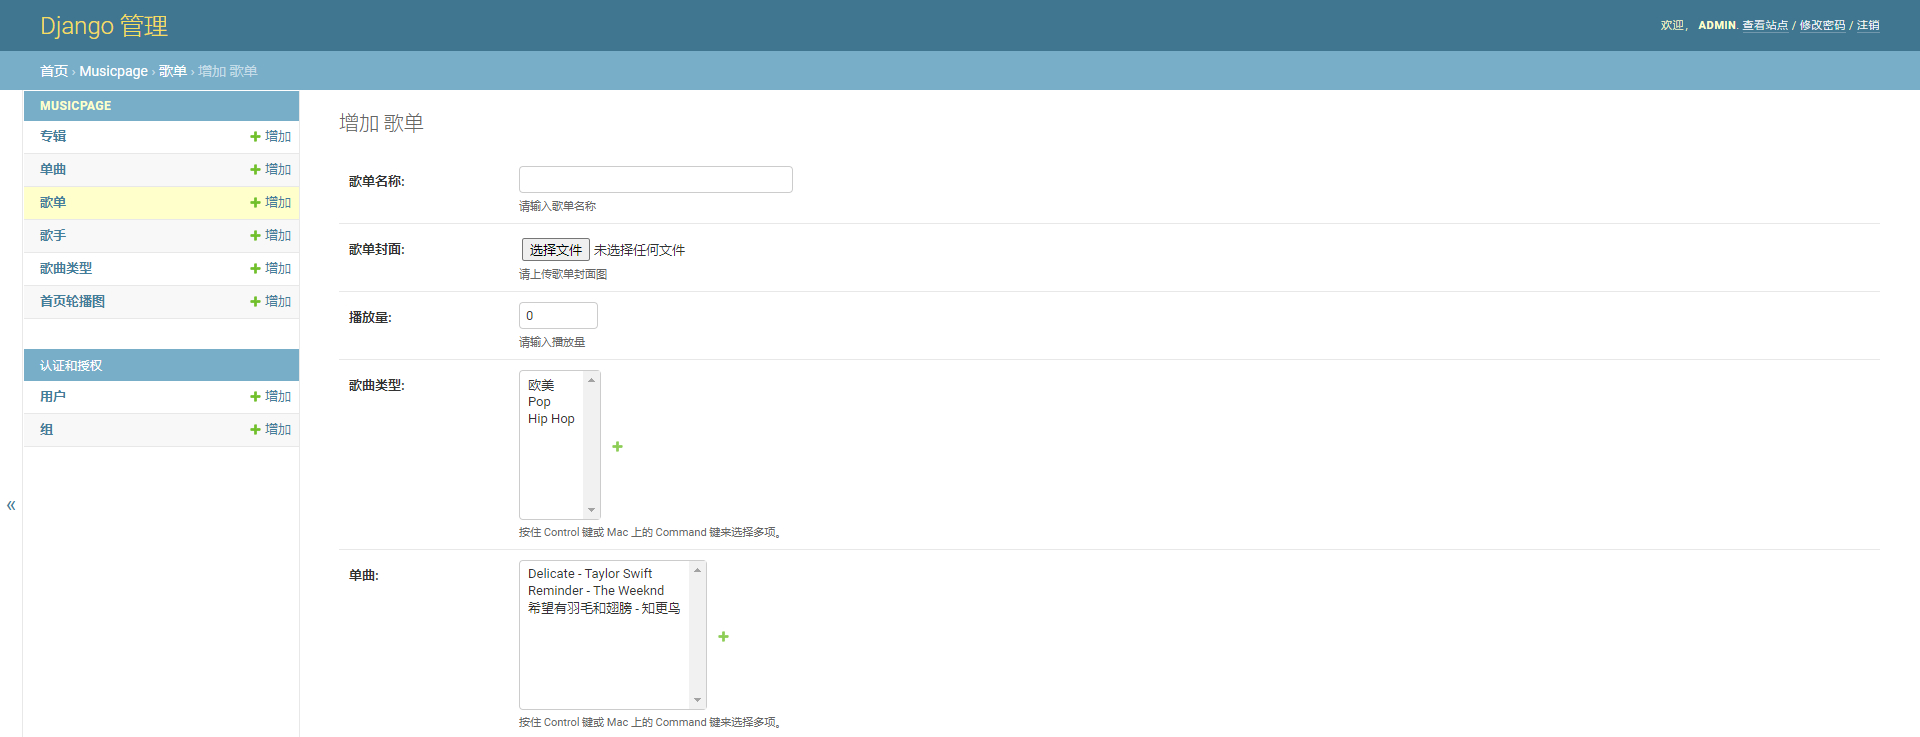 Django 管理
欢迎， ADMIN. 查看站点 / 修改密码 / 注销
首页 › Musicpage › 歌单 › 增加 歌单
MUSICPAGE
专辑 增加
单曲 增加
歌单 增加
歌手 增加
歌曲类型 增加
首页轮播图 增加
认证和授权
用户 增加
组 增加
«
增加 歌单
歌单名称:
请输入歌单名称
歌单封面: 选择文件 未选择任何文件
请上传歌单封面图
播放量: 0
请输入播放量
歌曲类型:
欧美
Pop
Hip Hop
按住 Control 键或 Mac 上的 Command 键来选择多项。
单曲:
Delicate - Taylor Swift
Reminder - The Weeknd
希望有羽毛和翅膀 - 知更鸟
按住 Control 键或 Mac 上的 Command 键来选择多项。